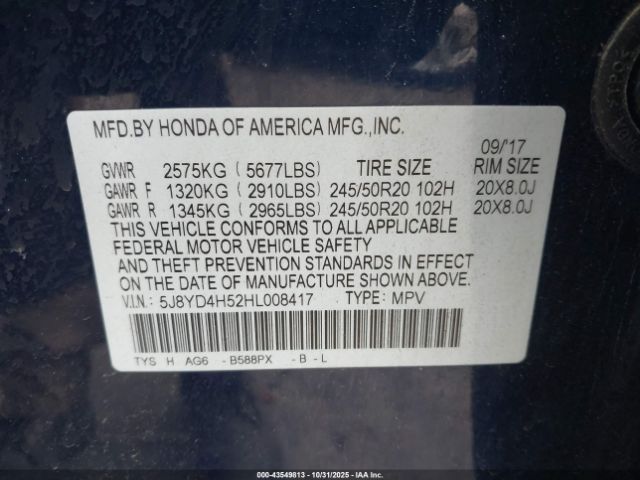 MFD.BY HONDA OF AMERICA MFG.,INC.
09/'17
GVWR 2575KG ( 5677LBS) TIRE SIZE RIM SIZE
GAWR F 1320KG ( 2910LBS) 245/50R20 102H 20X8.0J
GAWR R 1345KG ( 2965LBS) 245/50R20 102H 20X8.0J
THIS VEHICLE CONFORMS TO ALL APPLICABLE
FEDERAL MOTOR VEHICLE SAFETY
AND THEFT PREVENTION STANDARDS IN EFFECT
ON THE DATE OF MANUFACTURE SHOWN ABOVE.
V.I.N.: 5J8YD4H52HL008417 TYPE: MPV
TYS H AG6 -B588PX -B-L
000-43549813 - 10/31/2025 - IAA Inc.